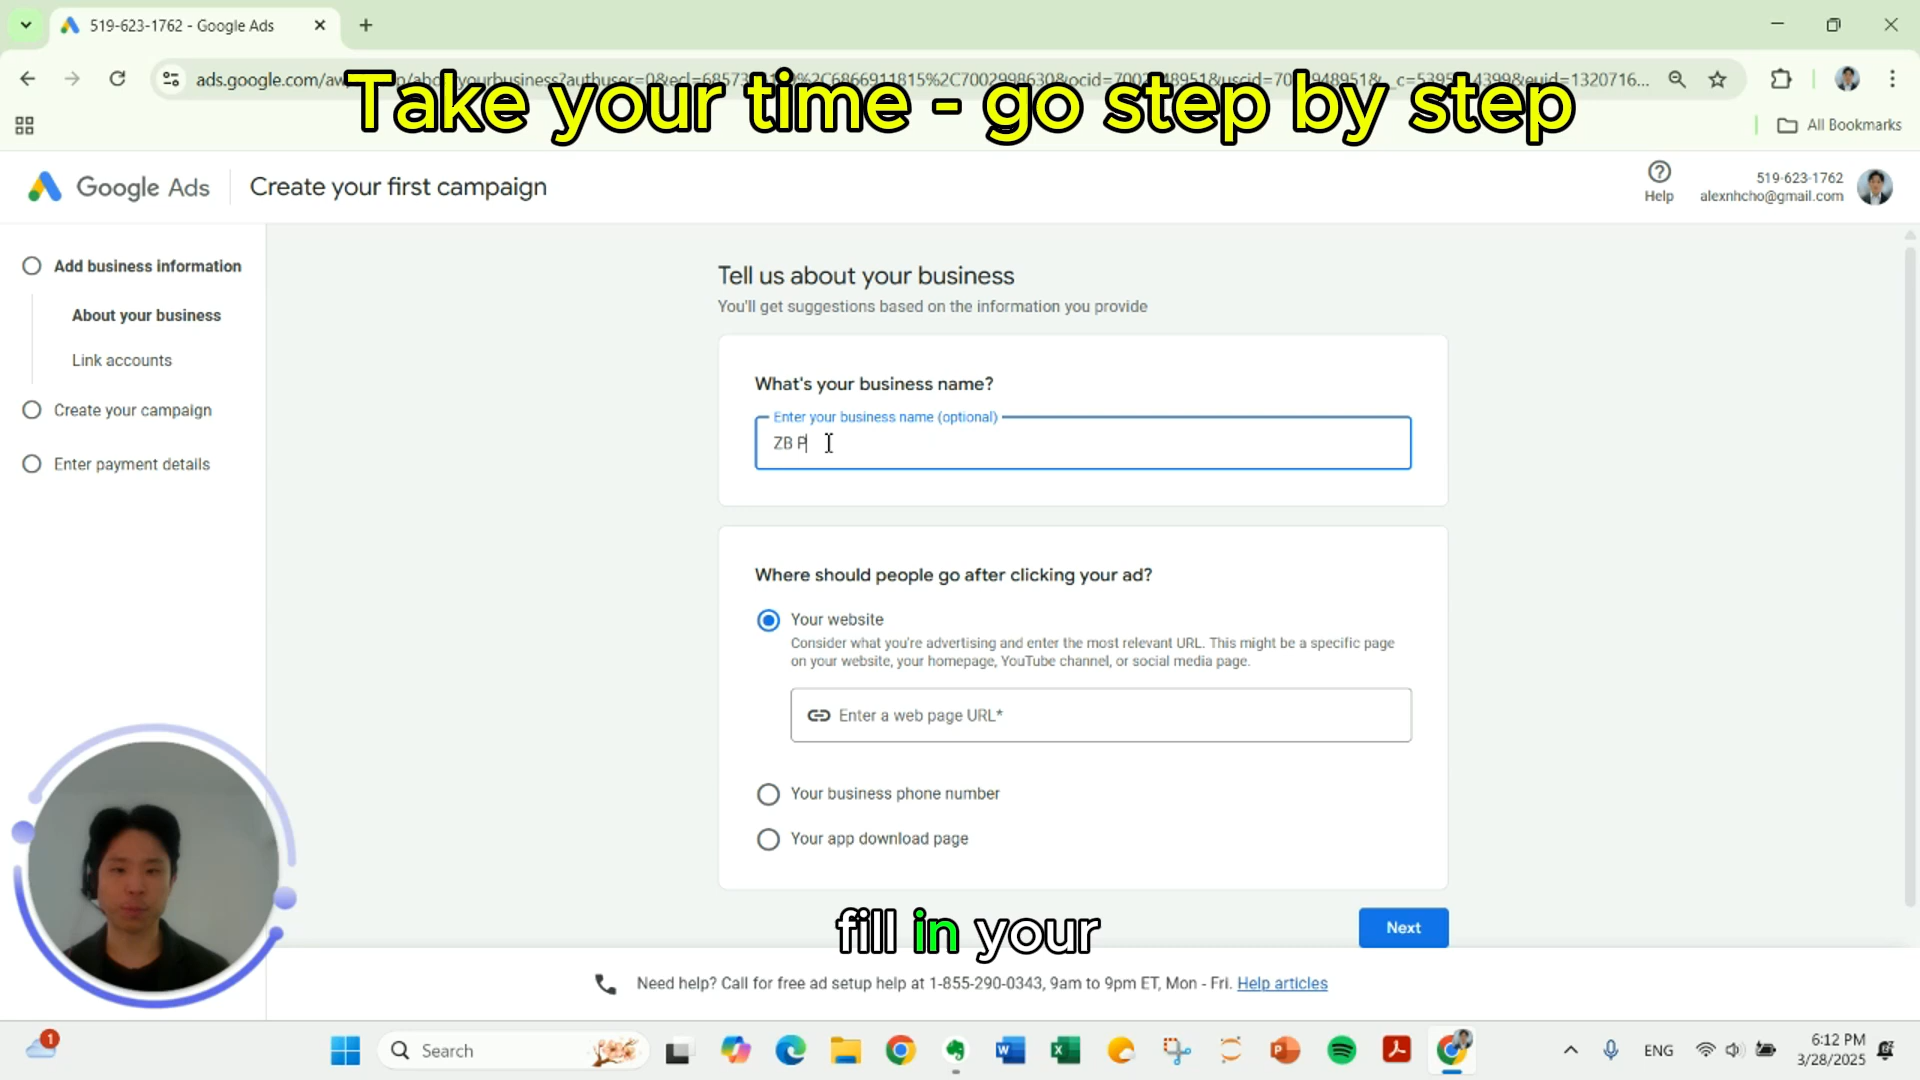 519-623-1762 - Google Ads
Take your time - go step by step
All Bookmarks
Google Ads
Create your first campaign
Help
519-623-1762
alexnhcho@gmail.com
Add business information
About your business
Link accounts
Create your campaign
Enter payment details
Tell us about your business
You'll get suggestions based on the information you provide
What's your business name?
Enter your business name (optional)
ZB P
Where should people go after clicking your ad?
Your website
Consider what you're advertising and enter the most relevant URL. This might be a specific page
on your website, your homepage, YouTube channel, or social media page.
Enter a web page URL*
Your business phone number
Your app download page
fill in your
Next
Need help? Call for free ad setup help at 1-855-290-0343, 9am to 9pm ET, Mon - Fri. Help articles
1
Search
ENG
6:12 PM
3/28/2025